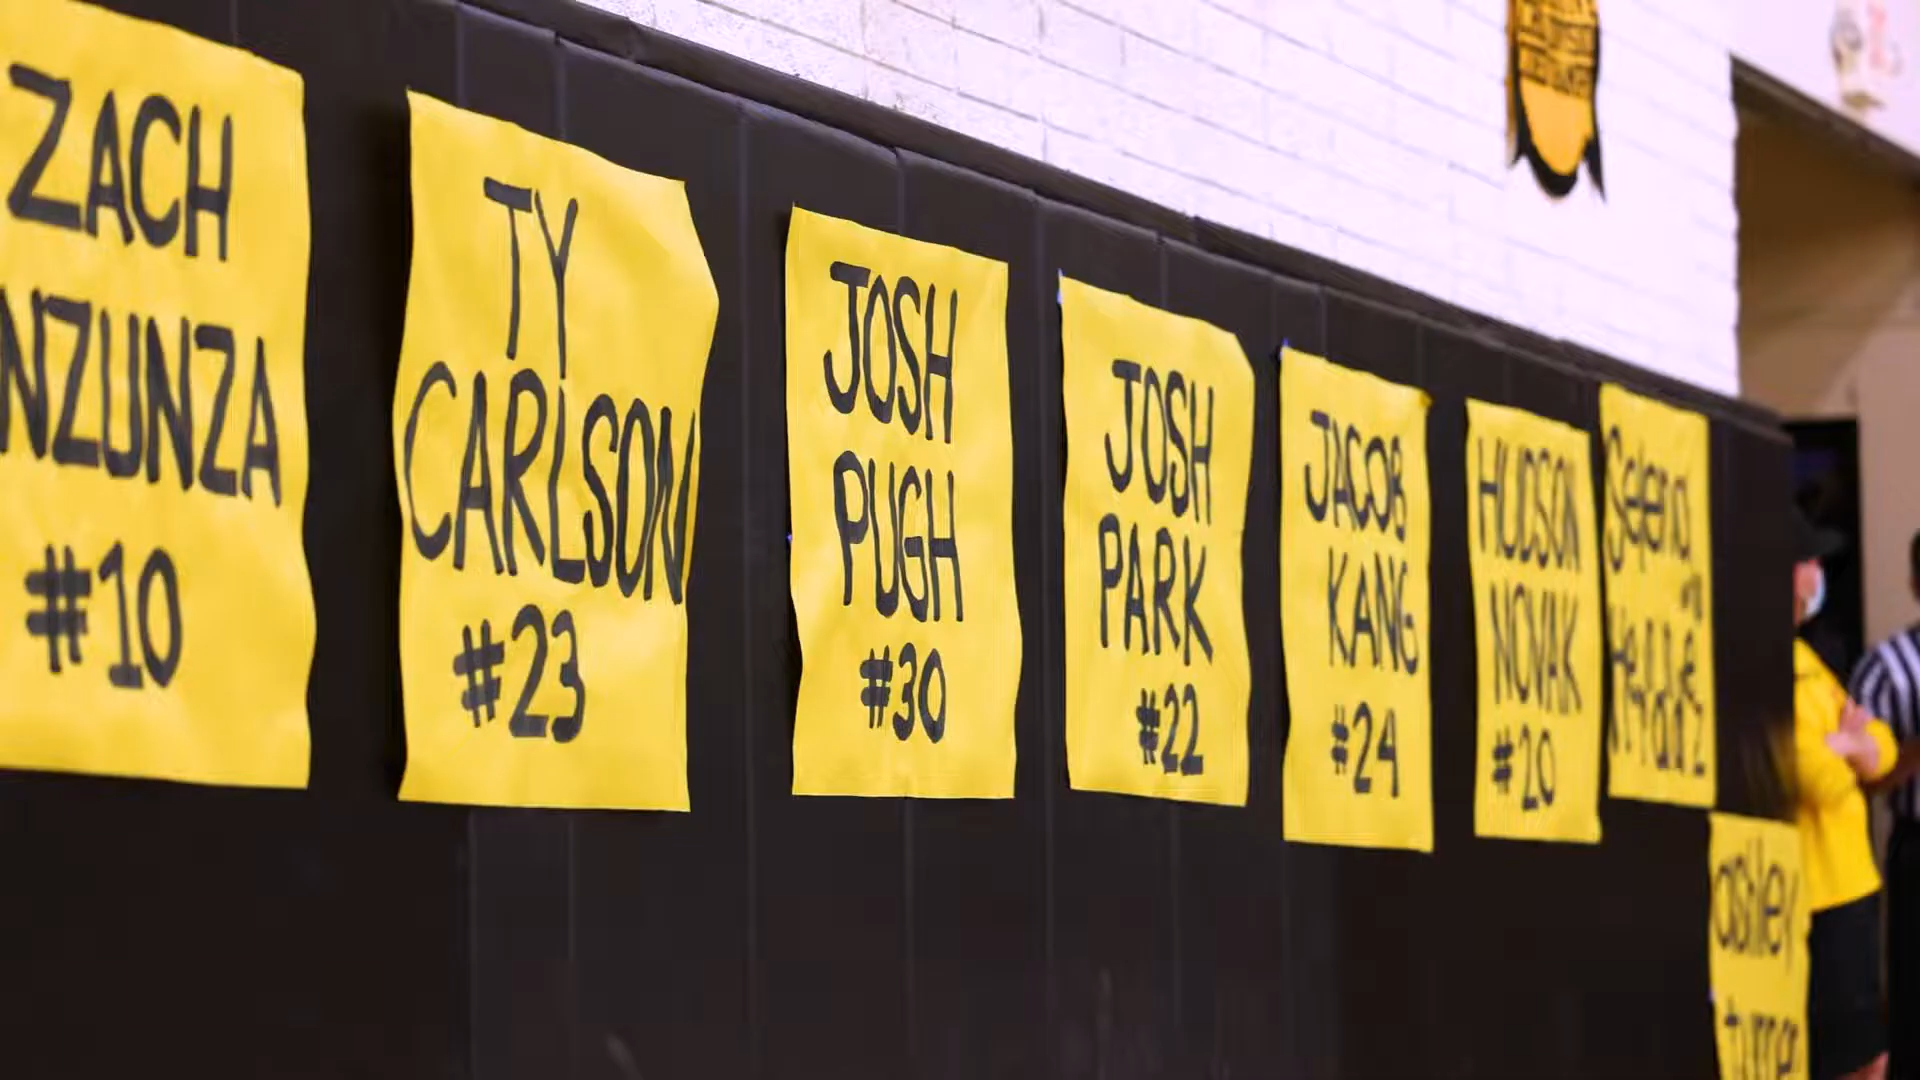 ZACH
NZUNZA
#10
TY
CARLSON
#23
JOSH
PUGH
#30
JOSH
PARK
#22
JACOB
KANG
#24
HUDSON
NOVAK
#20
Selena
ashley
turner